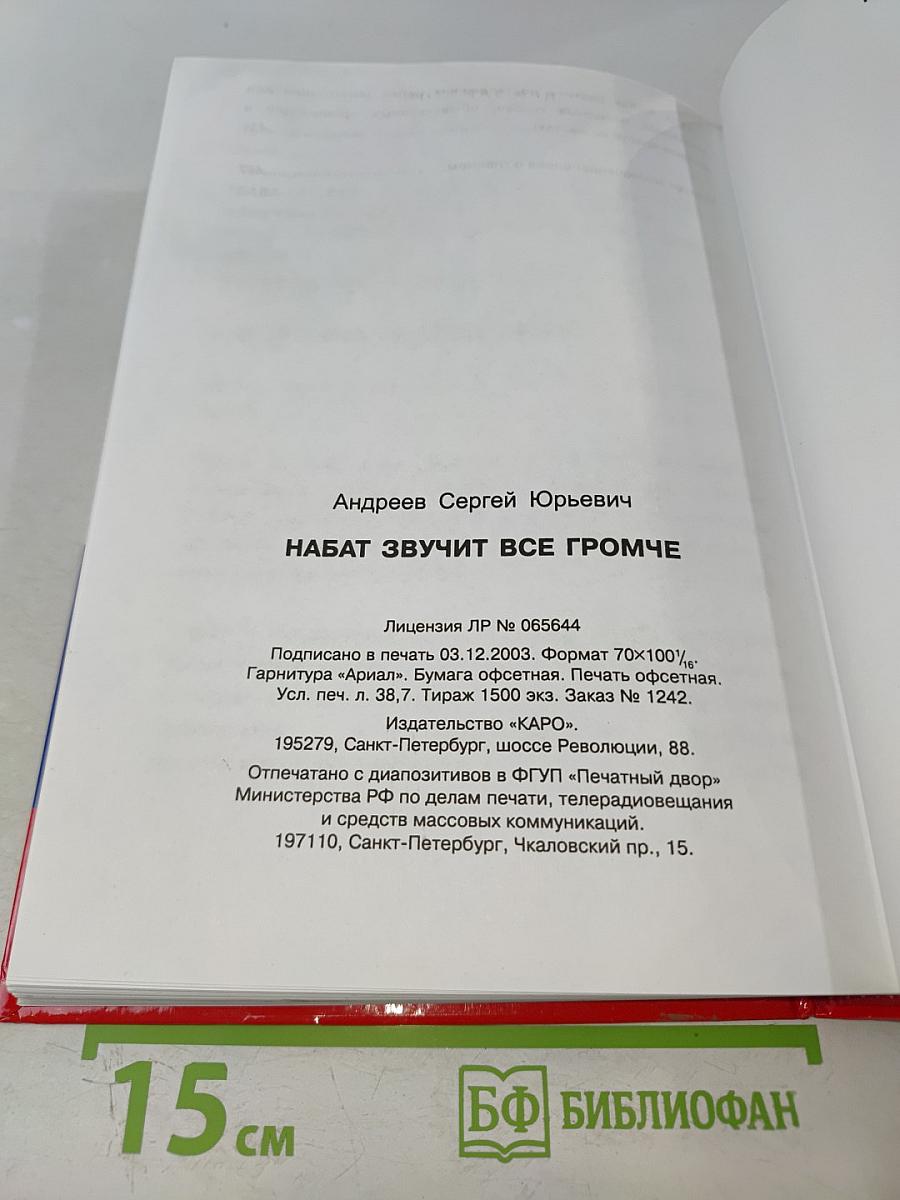 Андреев Сергей Юрьевич
НАБАТ ЗВУЧИТ ВСЕ ГРОМЧЕ
Лицензия ЛР № 065644
Подписано в печать 03.12.2003. Формат 70×100 1/16.
Гарнитура «Ариал». Бумага офсетная. Печать офсетная.
Усл. печ. л. 38,7. Тираж 1500 экз. Заказ № 1242.
Издательство «КАРО».
195279, Санкт-Петербург, шоссе Революции, 88.
Отпечатано с диапозитивов в ФГУП «Печатный двор»
Министерства РФ по делам печати, телерадиовещания
и средств массовых коммуникаций.
197110, Санкт-Петербург, Чкаловский пр., 15.
15 см
БФ БИБЛИОФАН